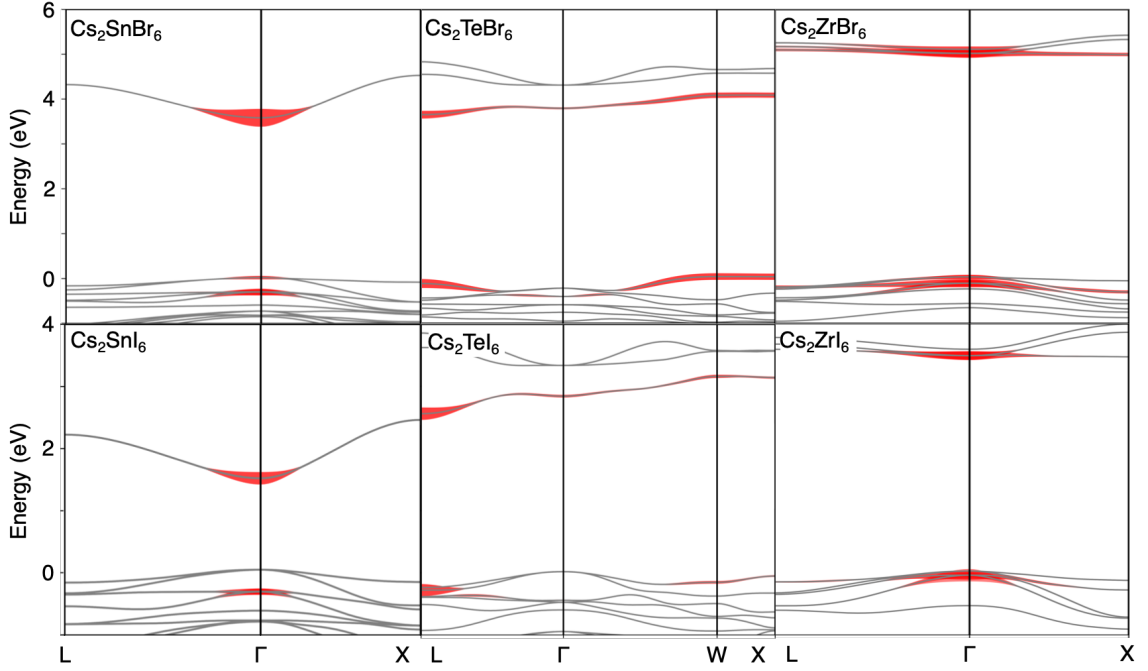 Cs₂SnBr₆
Cs₂TeBr₆
Cs₂ZrBr₆
6
4
2
0
Energy (eV)
Cs₂SnI₆
Cs₂TeI₆
Cs₂ZrI₆
4
2
0
Energy (eV)
L Γ X L Γ W X L Γ X